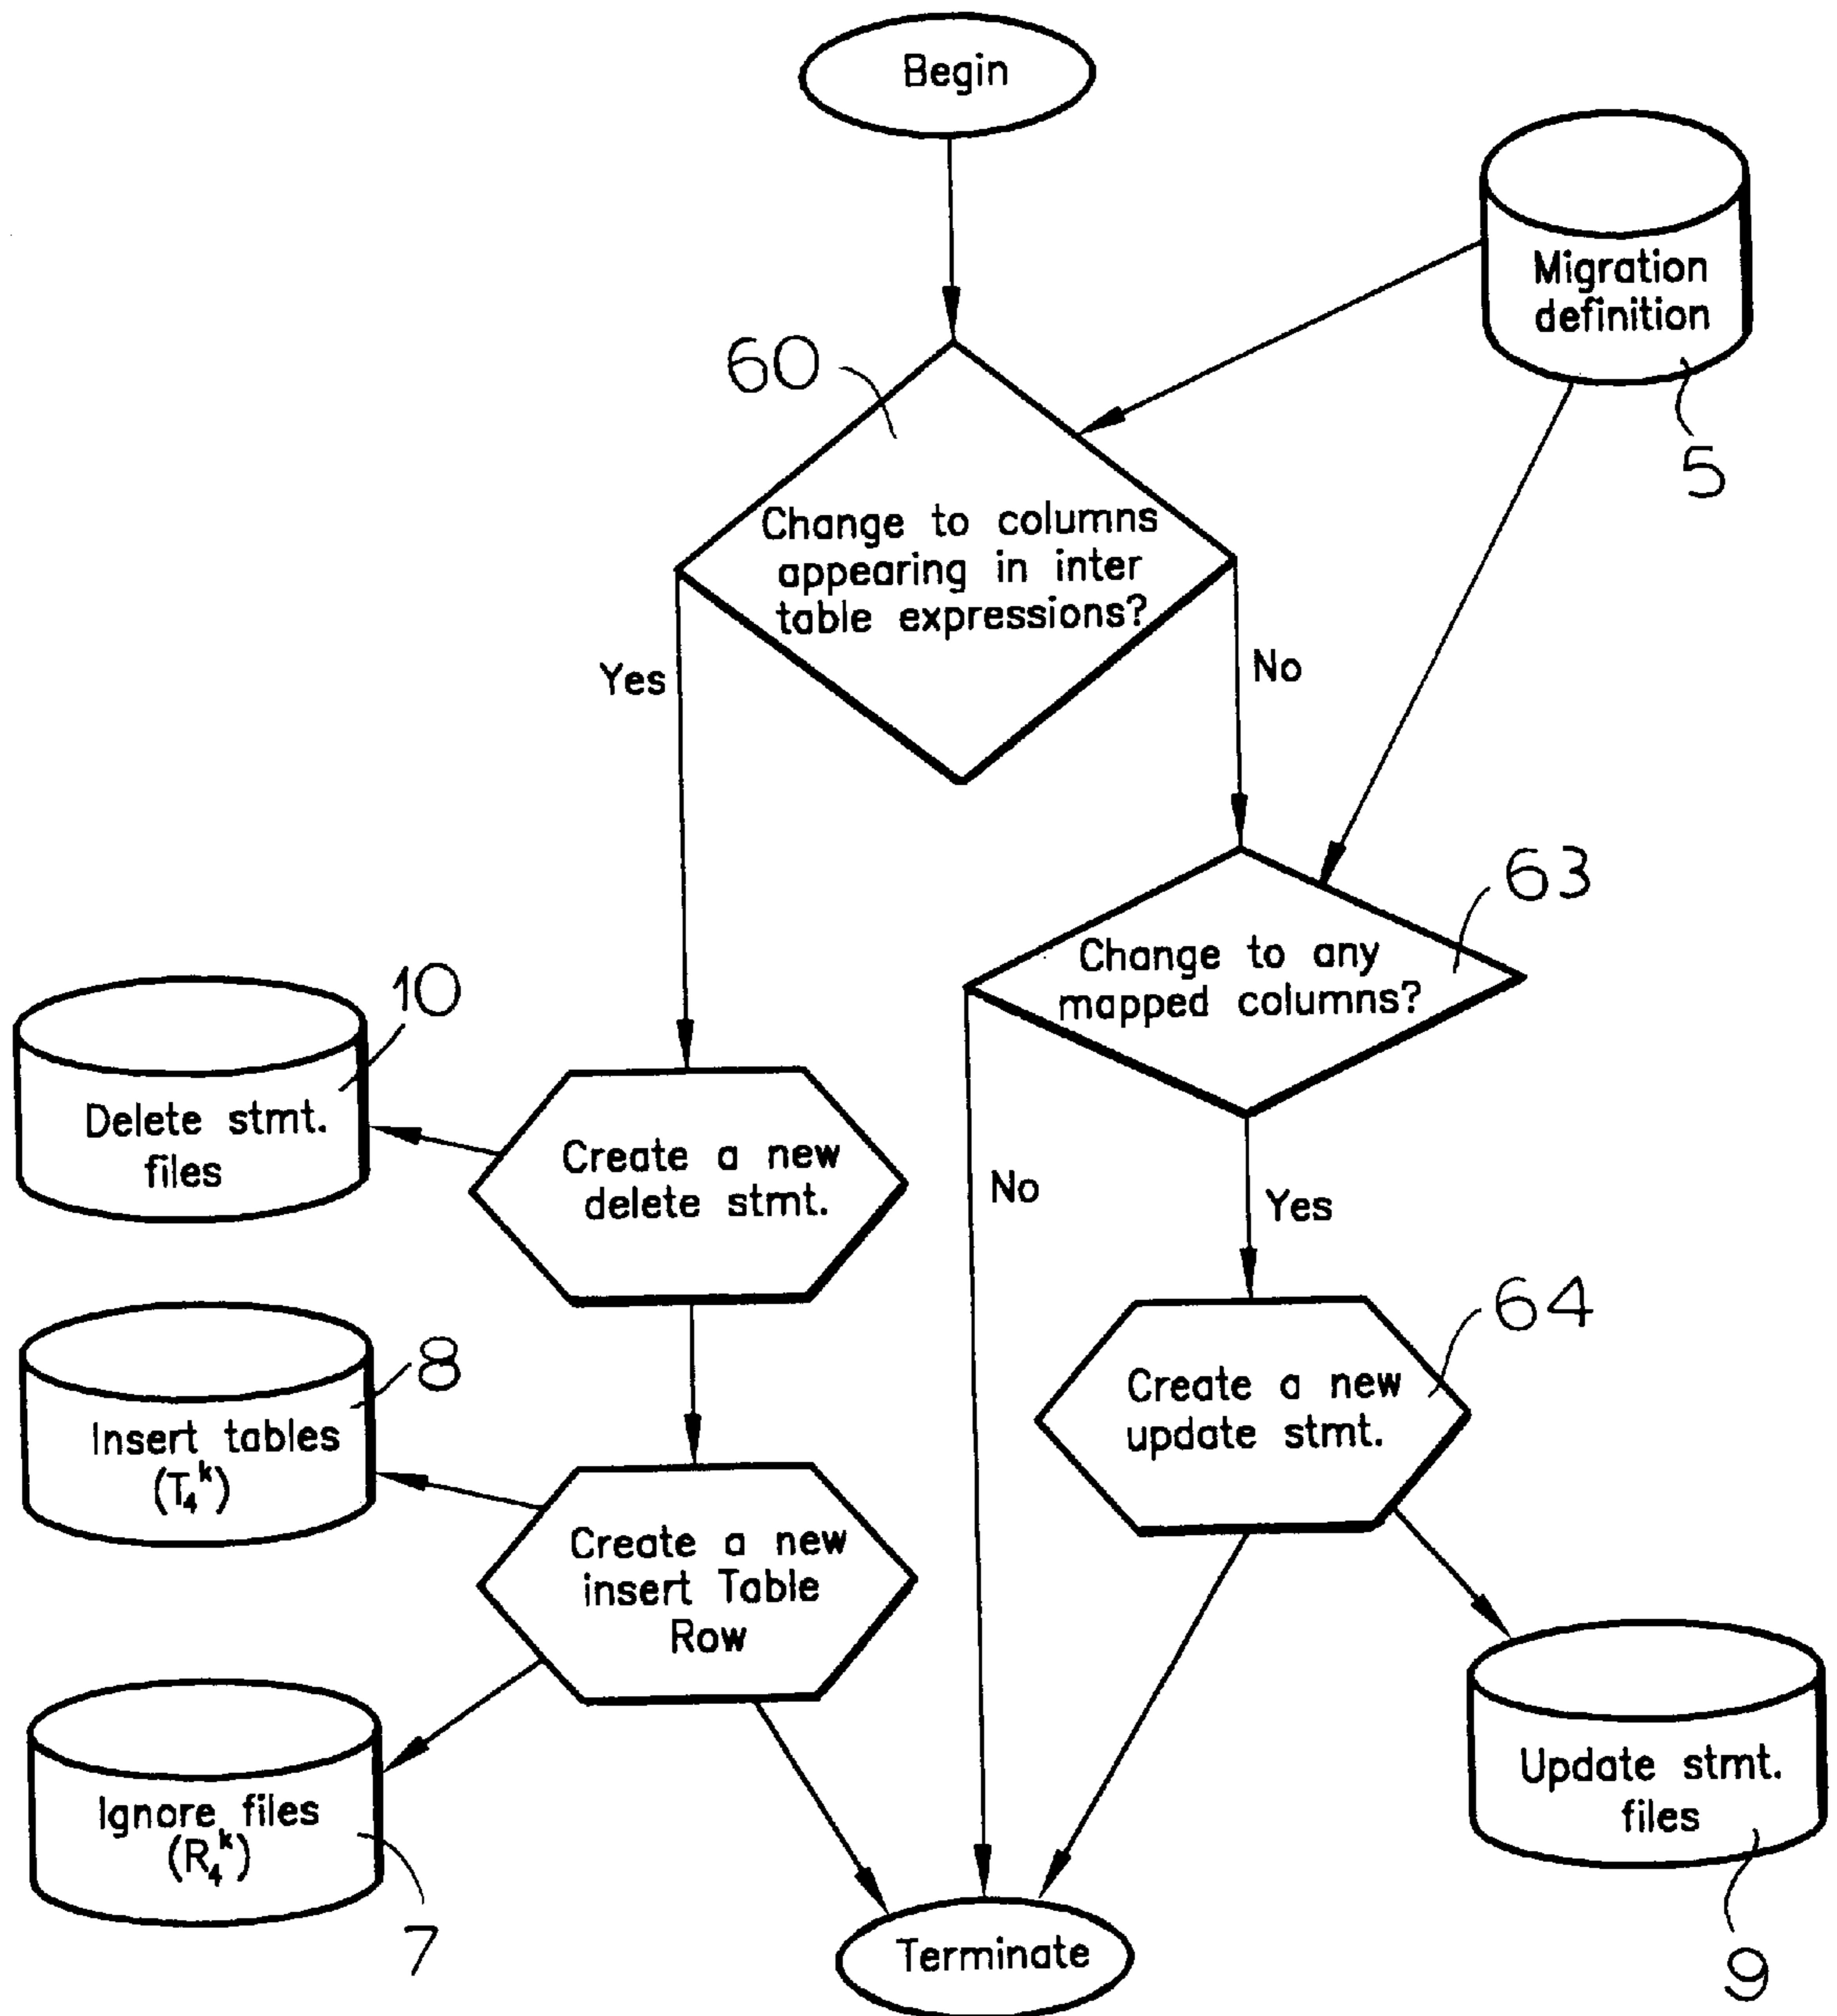 Begin
Migration
definition
5
60
Change to columns
appearing in inter
table expressions?
Yes
No
63
Change to any
mapped columns?
10
Delete stmt.
files
Create a new
delete stmt.
No
Yes
64
8
Insert tables
(T₄ᵏ)
Create a new
update stmt.
Create a new
insert Table
Row
Ignore files
(R₄ᵏ)
7
Update stmt.
files
9
Terminate